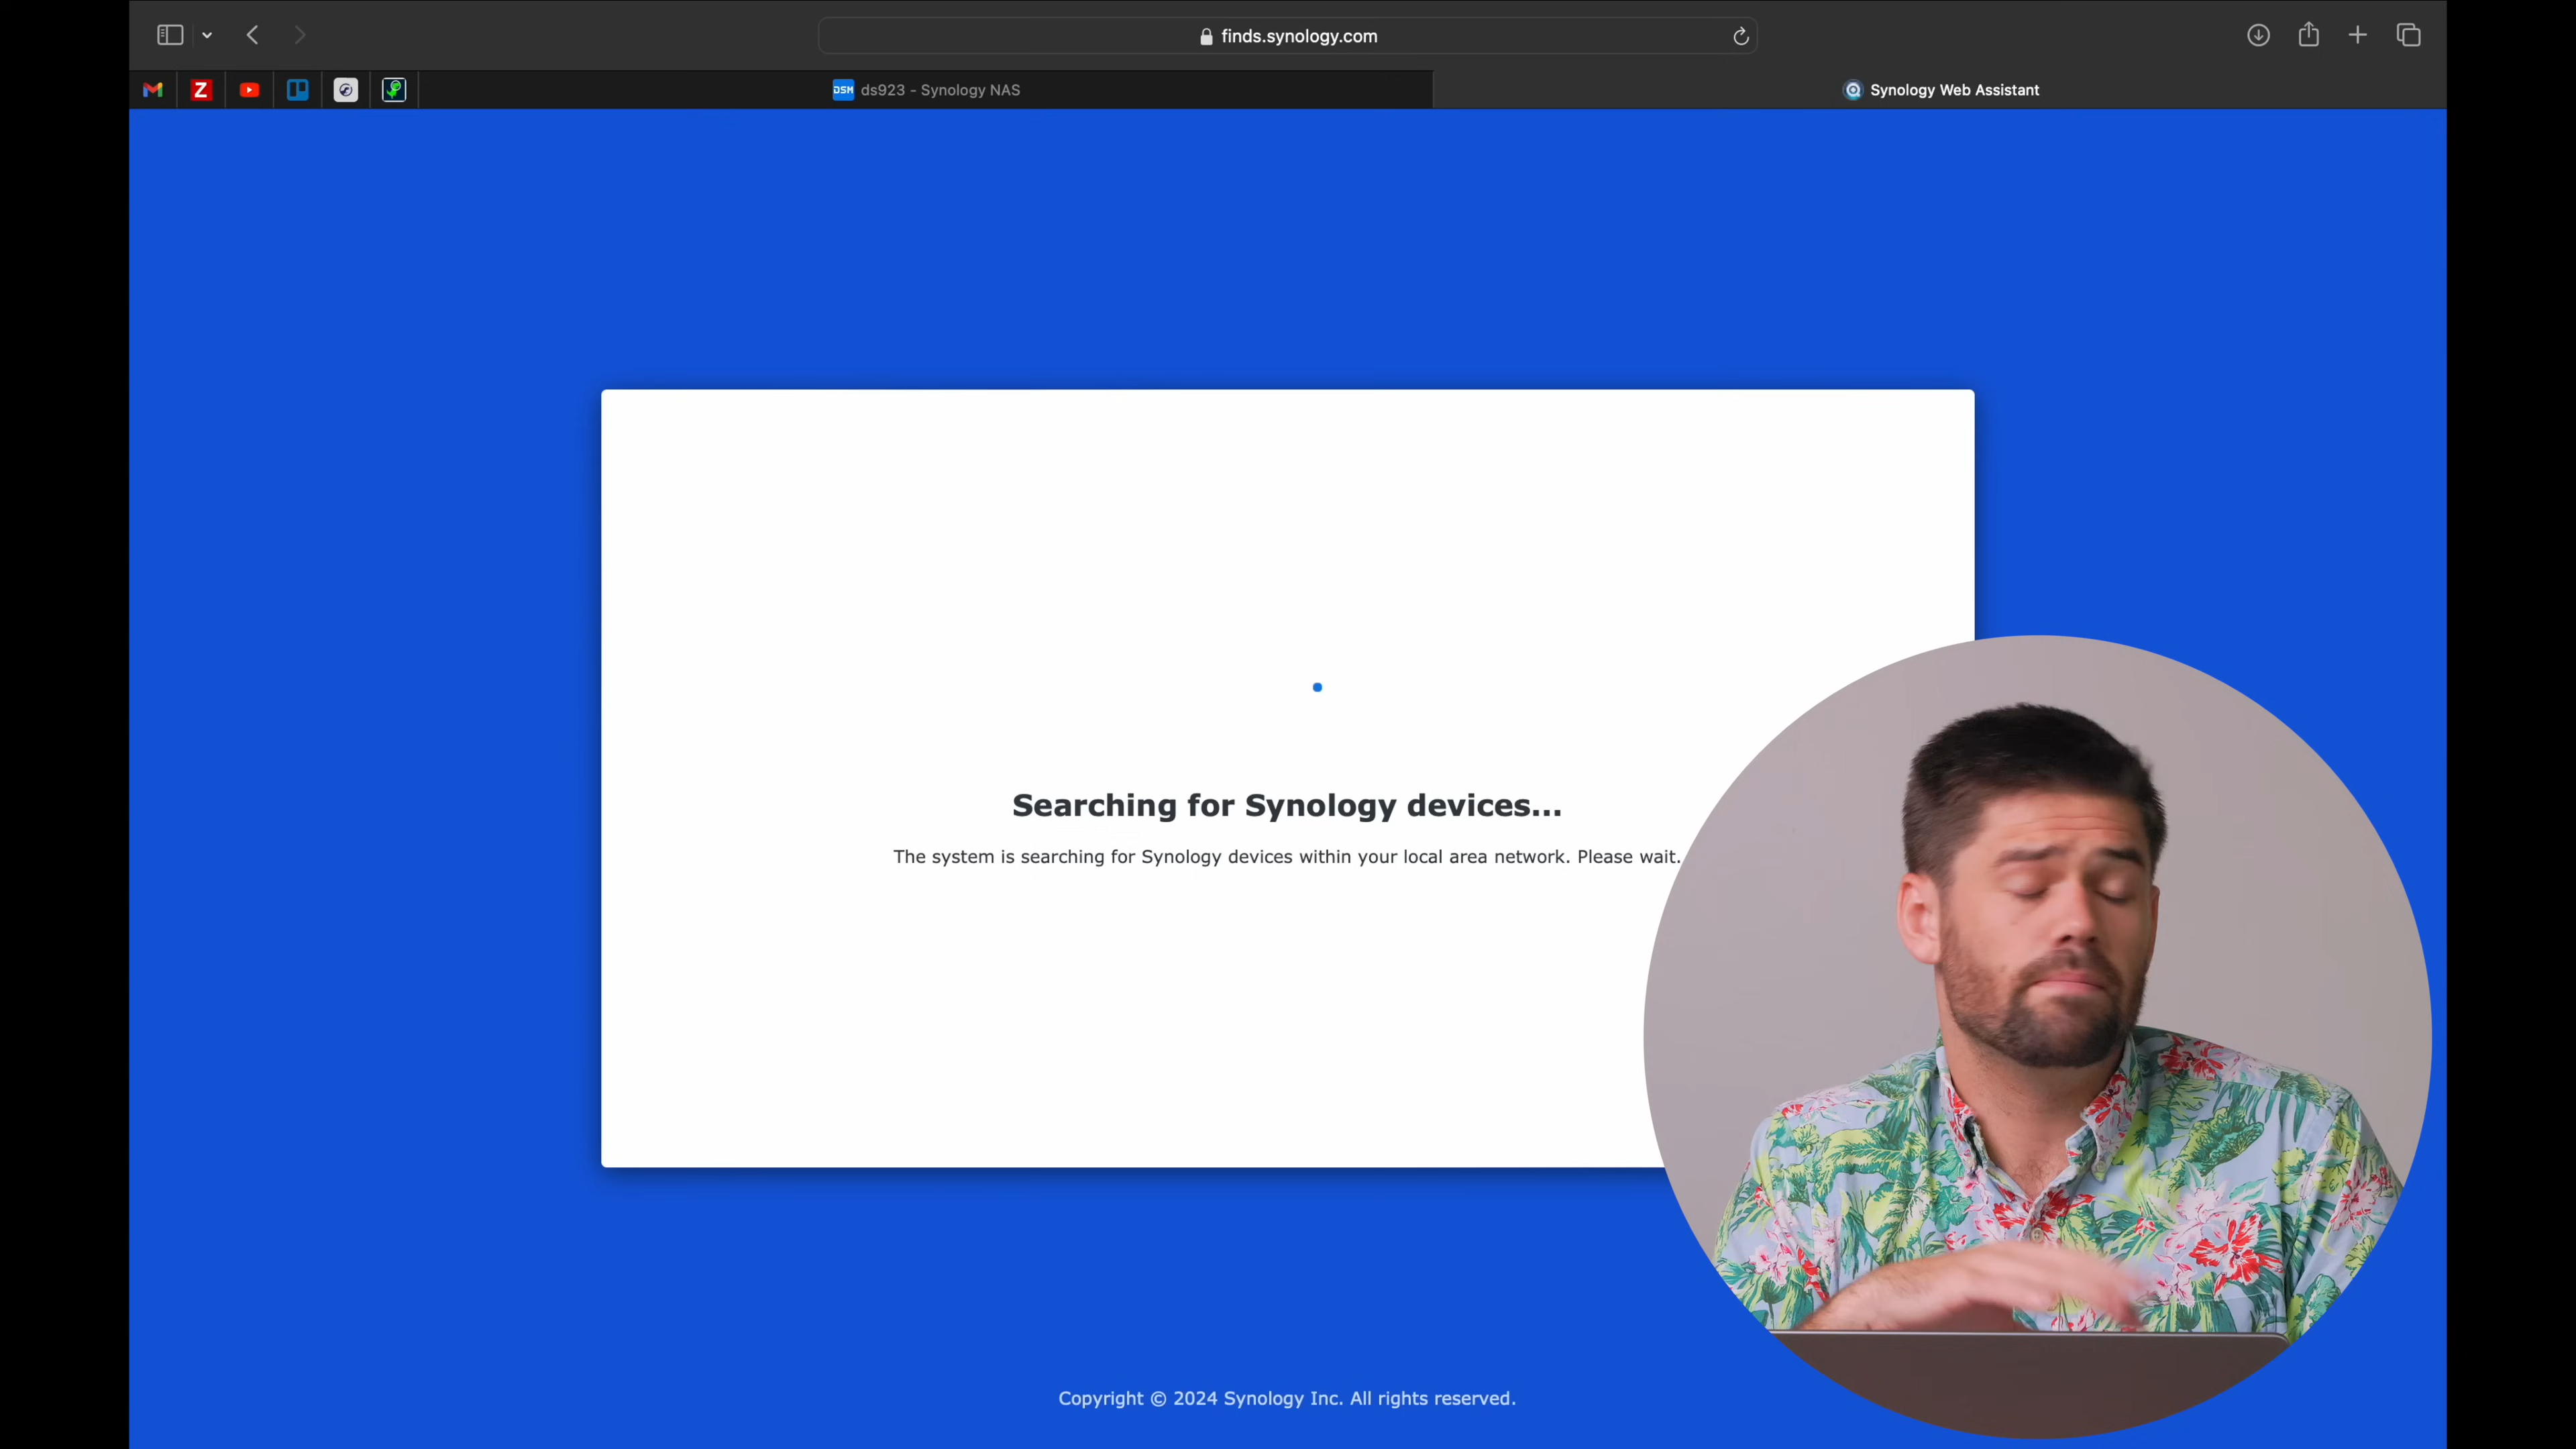 finds.synology.com
Z
DSM ds923 - Synology NAS
Synology Web Assistant
Searching for Synology devices...
The system is searching for Synology devices within your local area network. Please wait.
Copyright © 2024 Synology Inc. All rights reserved.